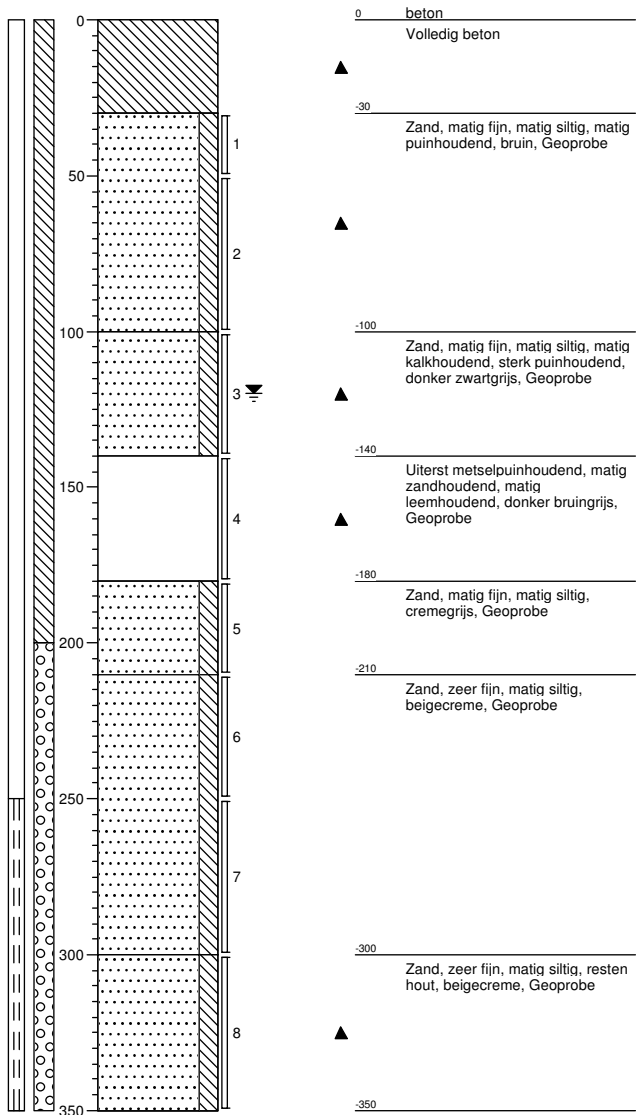 0
50
100
150
200
250
300
350
1
2
3
4
5
6
7
8
0
beton
Volledig beton
-30
Zand, matig fijn, matig siltig, matig
puinhoudend, bruin, Geoprobe
-100
Zand, matig fijn, matig siltig, matig
kalkhoudend, sterk puinhoudend,
donker zwartgrijs, Geoprobe
-140
Uiterst metselpuinhoudend, matig
zandhoudend, matig
leemhoudend, donker bruingrijs,
Geoprobe
-180
Zand, matig fijn, matig siltig,
cremegrijs, Geoprobe
-210
Zand, zeer fijn, matig siltig,
beigecreme, Geoprobe
-300
Zand, zeer fijn, matig siltig, resten
hout, beigecreme, Geoprobe
-350